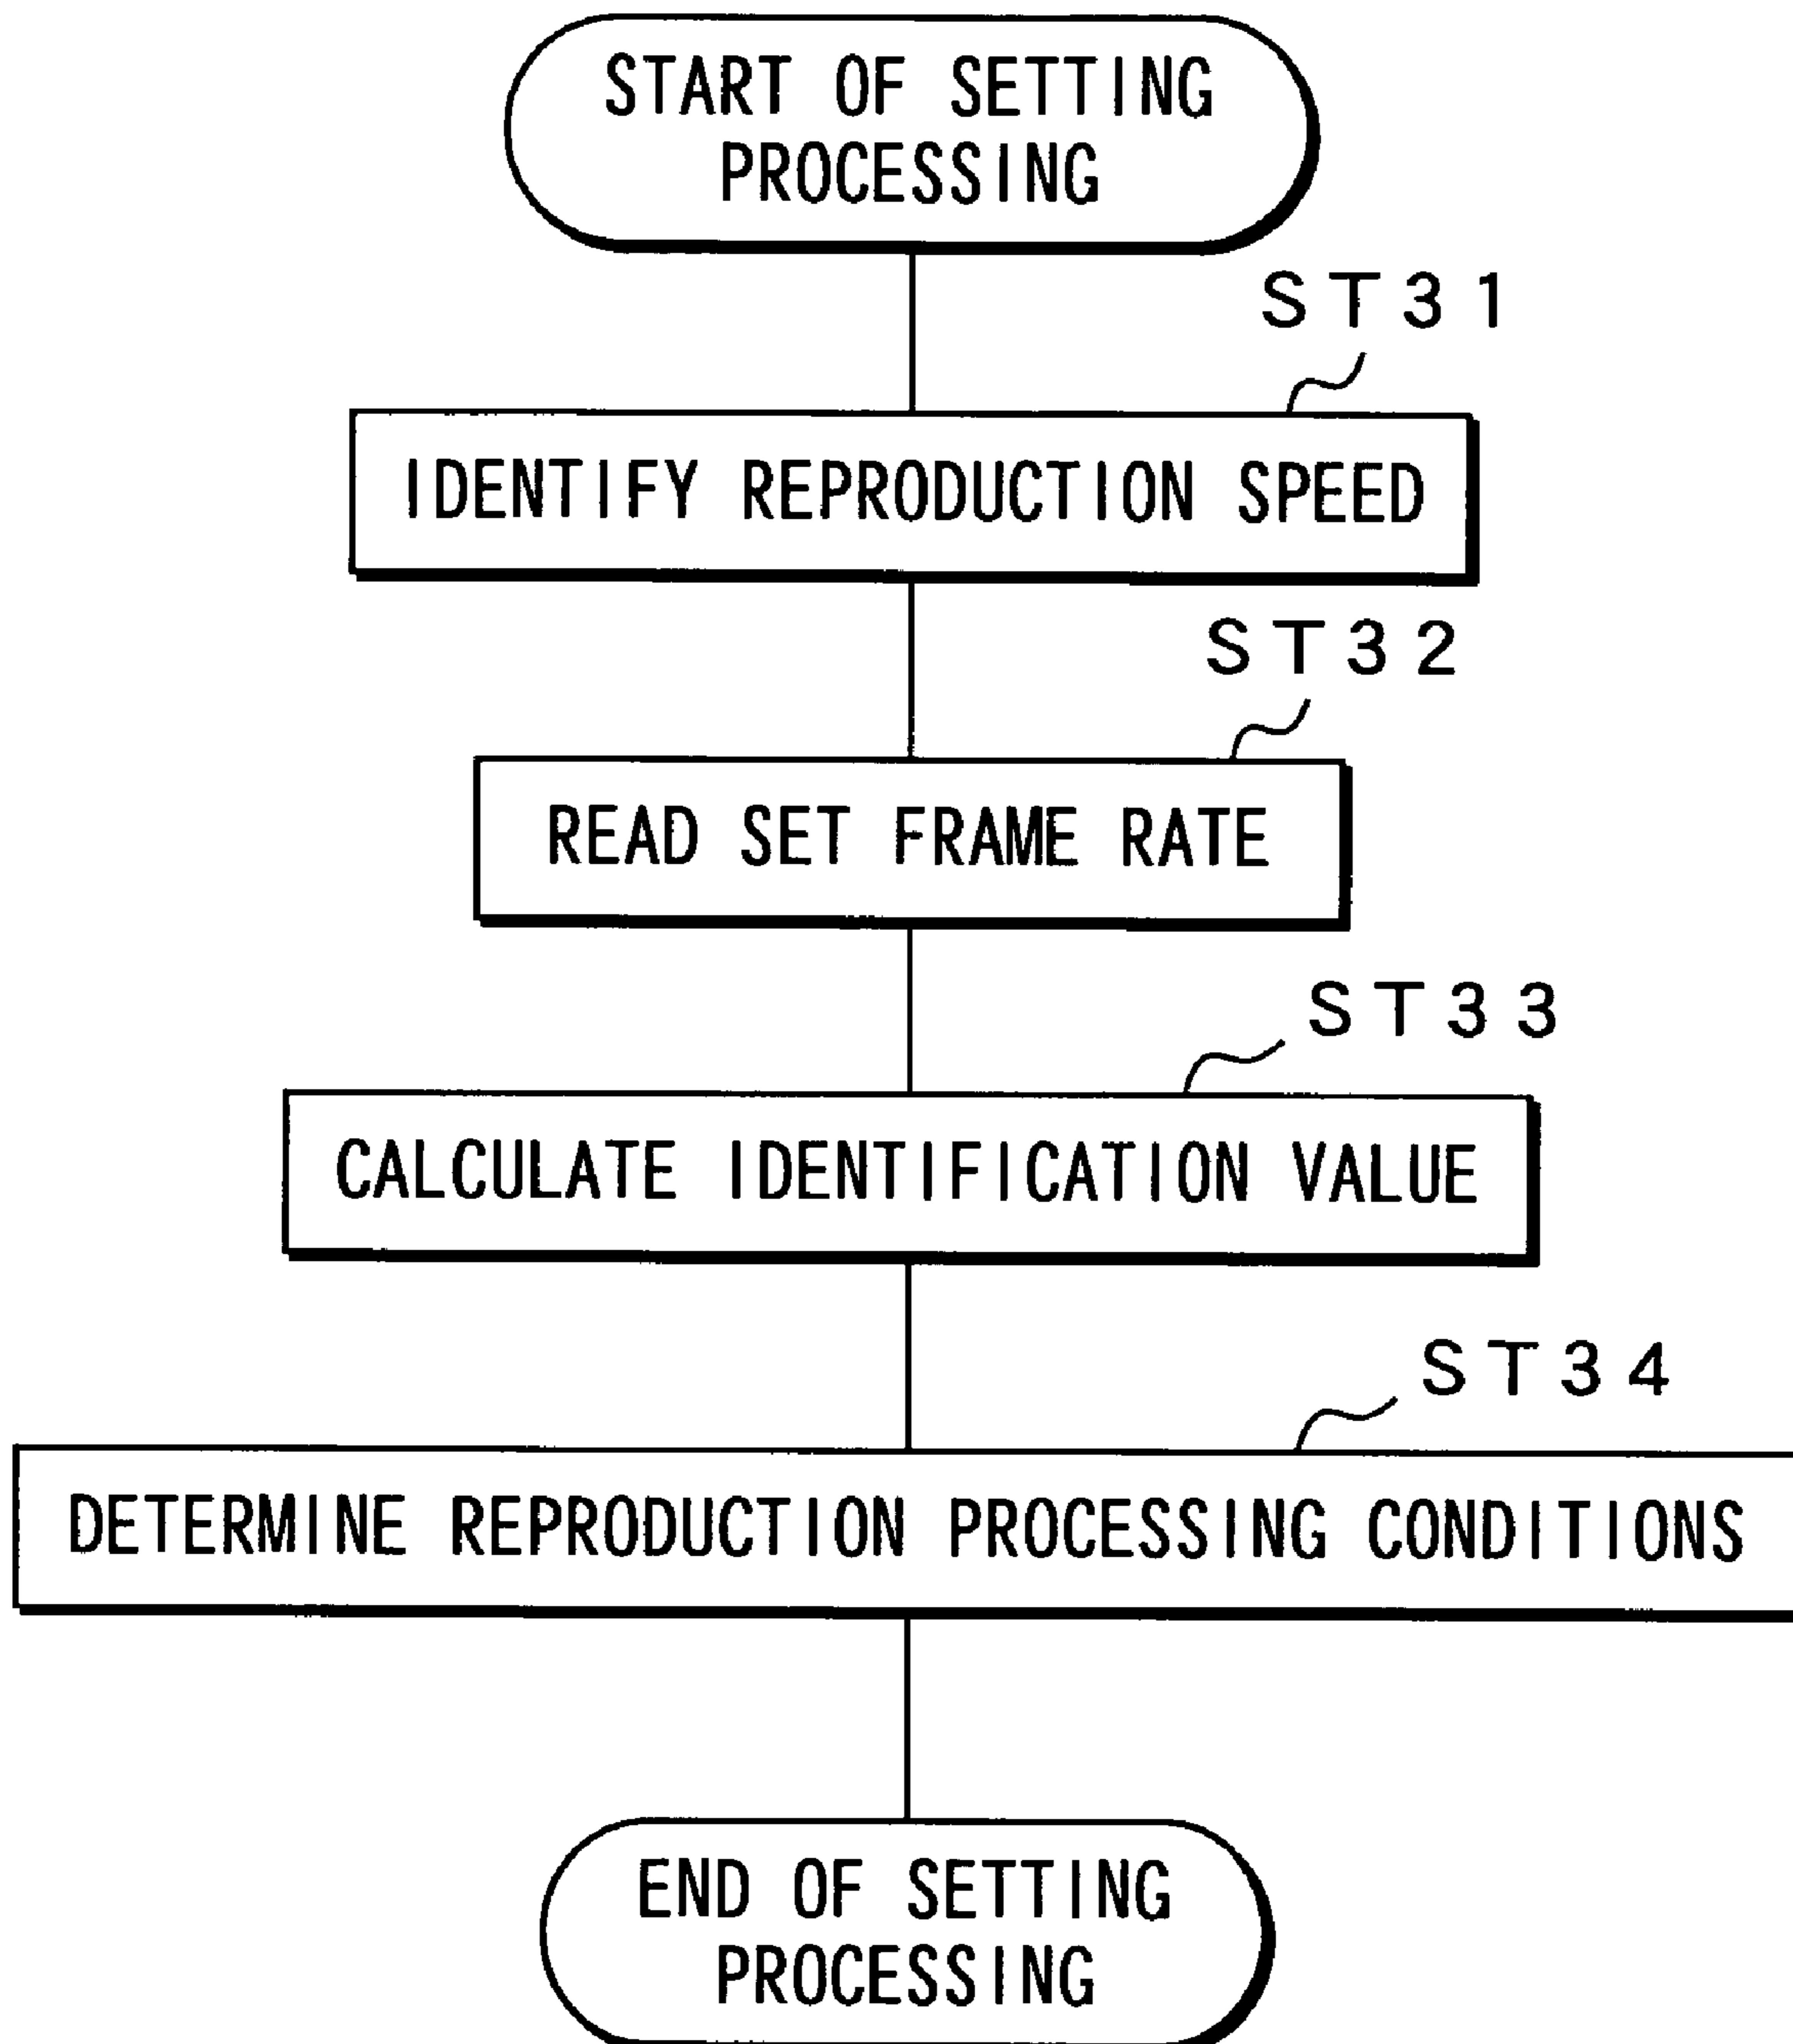 START OF SETTING
PROCESSING
ST31
IDENTIFY REPRODUCTION SPEED
ST32
READ SET FRAME RATE
ST33
CALCULATE IDENTIFICATION VALUE
ST34
DETERMINE REPRODUCTION PROCESSING CONDITIONS
END OF SETTING
PROCESSING